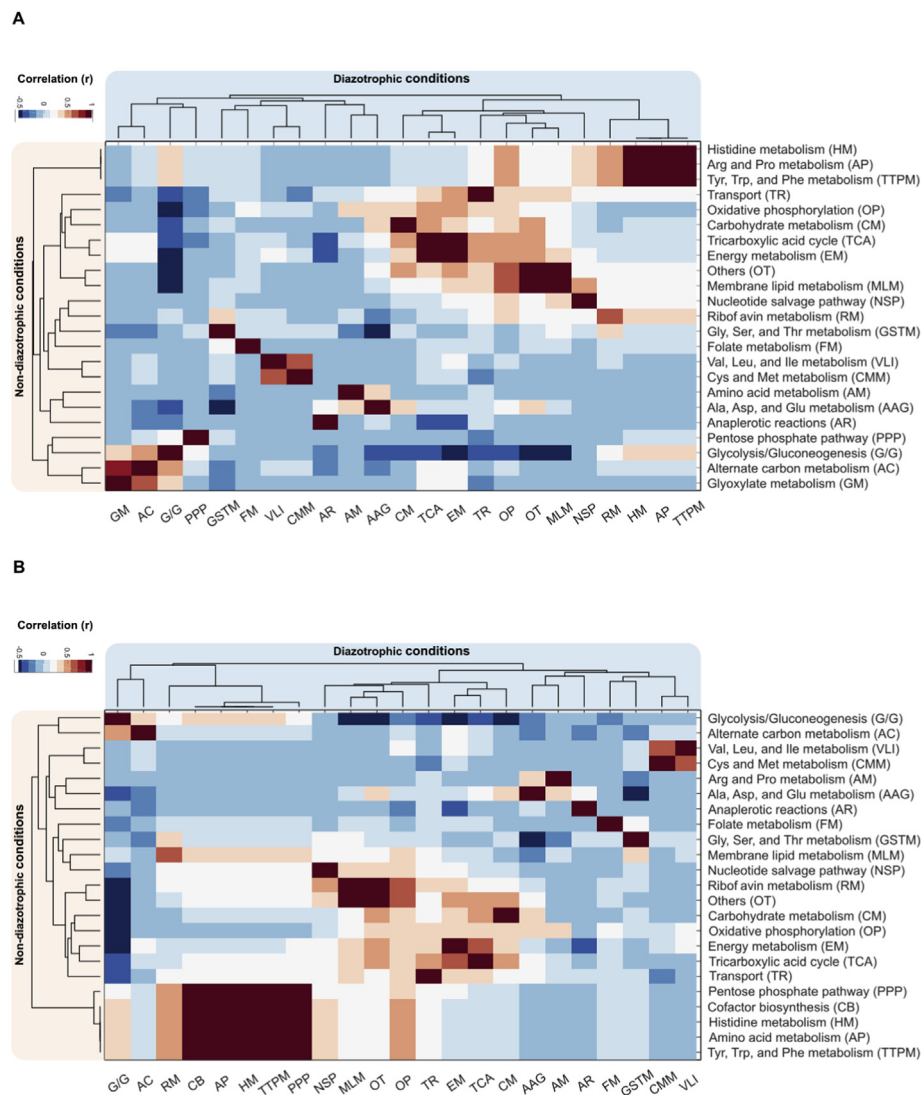 A
Correlation (r)
-0.5 0 0.5 1
Diazotrophic conditions
Non-diazotrophic conditions
Histidine metabolism (HM)
Arg and Pro metabolism (AP)
Tyr, Trp, and Phe metabolism (TTPM)
Transport (TR)
Oxidative phosphorylation (OP)
Carbohydrate metabolism (CM)
Tricarboxylic acid cycle (TCA)
Energy metabolism (EM)
Others (OT)
Membrane lipid metabolism (MLM)
Nucleotide salvage pathway (NSP)
Ribof avin metabolism (RM)
Gly, Ser, and Thr metabolism (GSTM)
Folate metabolism (FM)
Val, Leu, and Ile metabolism (VLI)
Cys and Met metabolism (CMM)
Amino acid metabolism (AM)
Ala, Asp, and Glu metabolism (AAG)
Anaplerotic reactions (AR)
Pentose phosphate pathway (PPP)
Glycolysis/Gluconeogenesis (G/G)
Alternate carbon metabolism (AC)
Glyoxylate metabolism (GM)
GM AC G/G PPP GSTM FM VLI CMM AR AM AAG CM TCA EM TR OP OT MLM NSP RM HM AP TTPM
B
Correlation (r)
-0.5 0 0.5 1
Diazotrophic conditions
Non-diazotrophic conditions
Glycolysis/Gluconeogenesis (G/G)
Alternate carbon metabolism (AC)
Val, Leu, and Ile metabolism (VLI)
Cys and Met metabolism (CMM)
Arg and Pro metabolism (AM)
Ala, Asp, and Glu metabolism (AAG)
Anaplerotic reactions (AR)
Folate metabolism (FM)
Gly, Ser, and Thr metabolism (GSTM)
Membrane lipid metabolism (MLM)
Nucleotide salvage pathway (NSP)
Ribof avin metabolism (RM)
Others (OT)
Carbohydrate metabolism (CM)
Oxidative phosphorylation (OP)
Energy metabolism (EM)
Tricarboxylic acid cycle (TCA)
Transport (TR)
Pentose phosphate pathway (PPP)
Cofactor biosynthesis (CB)
Histidine metabolism (HM)
Amino acid metabolism (AP)
Tyr, Trp, and Phe metabolism (TTPM)
G/G AC RM CB AP HM TTPM PPP NSP MLM OT OP TR EM TCA CM AAG AM AR FM GSTM CMM VLI